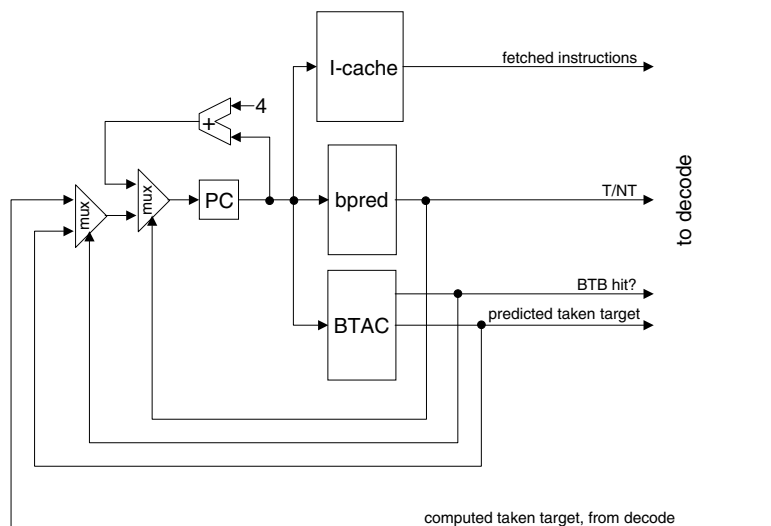 I-cache
fetched instructions
4
+
mux
mux
PC
bpred
T/NT
to decode
BTB hit?
BTAC
predicted taken target
computed taken target, from decode